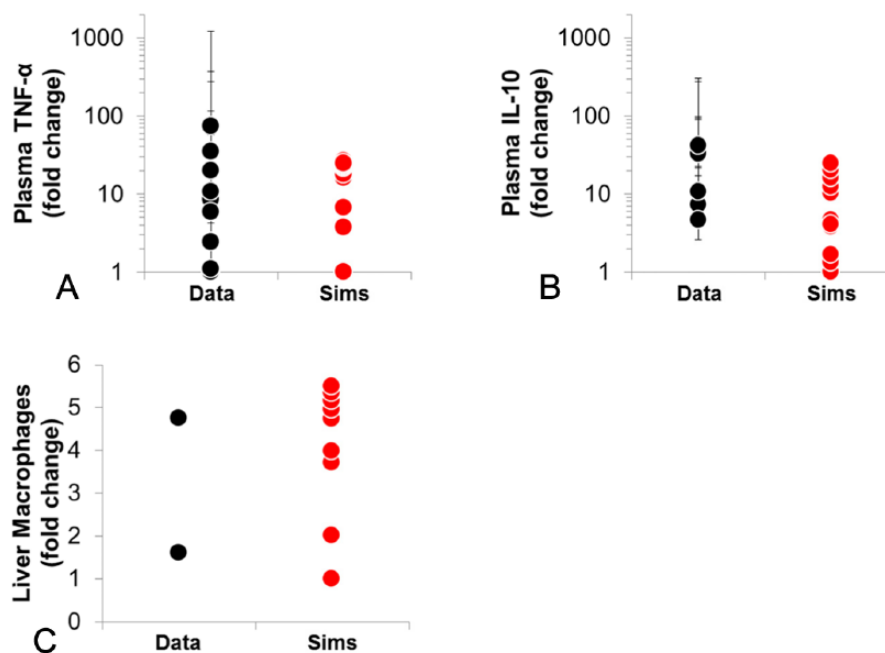 Plasma TNF-α
(fold change)
1000
100
10
1
Data
Sims
A
Plasma IL-10
(fold change)
1000
100
10
1
Data
Sims
B
Liver Macrophages
(fold change)
6
5
4
3
2
1
0
Data
Sims
C